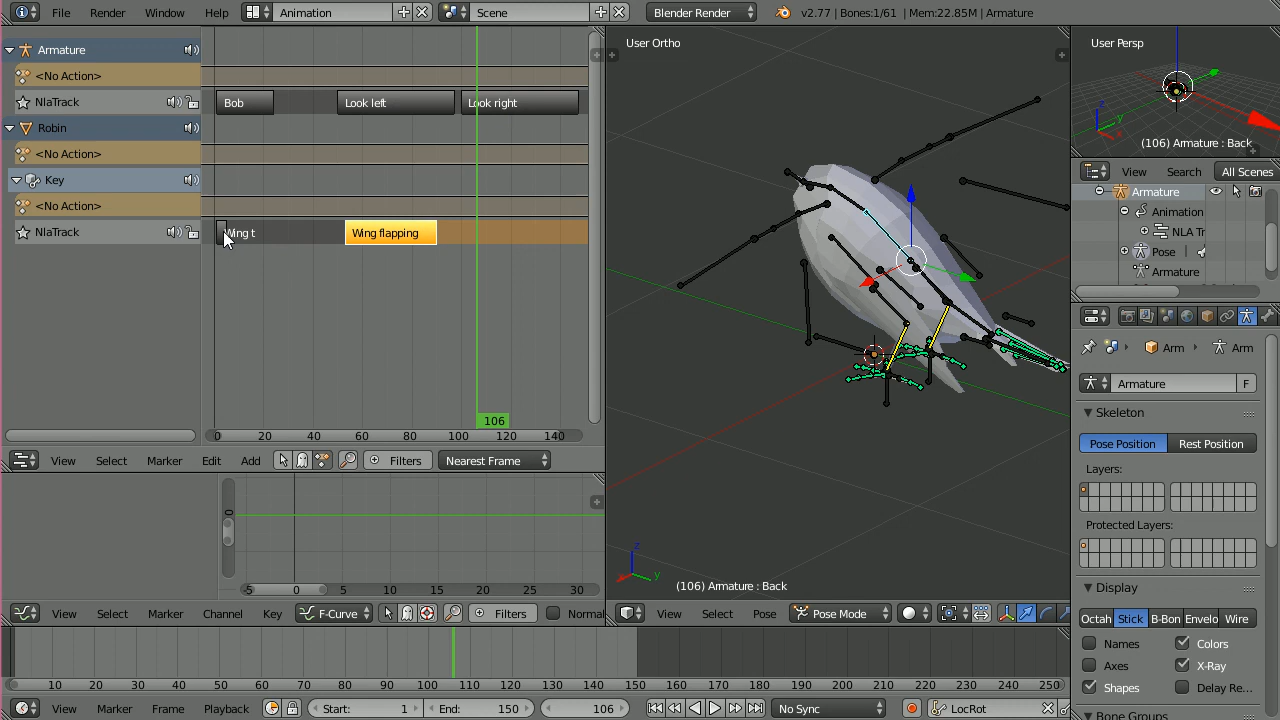 File Render Window Help Animation Scene Blender Render v2.77 | Bones:1/61 | Mem:22.85M | Armature
Armature
<No Action>
NlaTrack
Bob Look left Look right
Robin
<No Action>
Key
<No Action>
NlaTrack
Wing t Wing flapping
106
0 20 40 60 80 100 120 140
View Select Marker Edit Add Filters Nearest Frame
0
-5 0 5 10 15 20 25 30
View Select Marker Channel Key F-Curve Filters Normal
User Ortho
z
y
x
(106) Armature : Back
View Select Pose Pose Mode
User Persp
z
y
x
(106) Armature : Back
View Search All Scenes
Armature
Animation
NLA Tr
Pose
Armature
Arm Arm
Armature F
Skeleton
Pose Position Rest Position
Layers:
Protected Layers:
Display
Octah Stick B-Bon Envelo Wire
Names Colors
Axes X-Ray
Shapes Delay Re...
Bone Groups
10 20 30 40 50 60 70 80 90 100 110 120 130 140 150 160 170 180 190 200 210 220 230 240 250
View Marker Frame Playback Start: 1 End: 150 106 No Sync LocRot